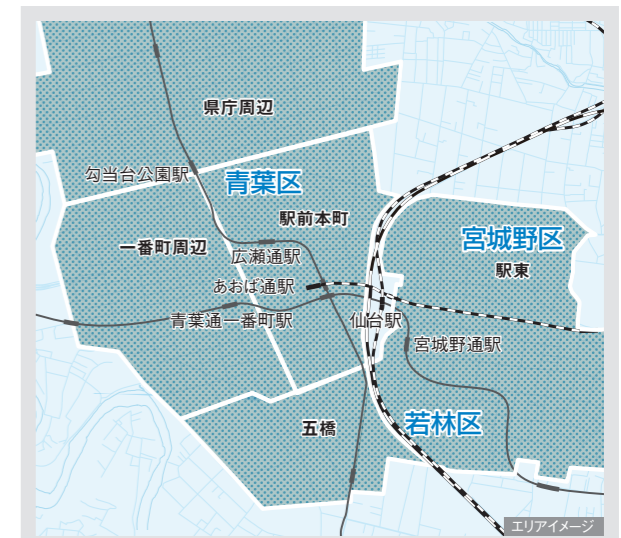 県庁周辺
勾当台公園駅
青葉区
駅前本町
一番町周辺
広瀬通駅
宮城野区
駅東
あおば通駅
青葉通一番町駅
仙台駅
宮城野通駅
五橋
若林区
エリアイメージ